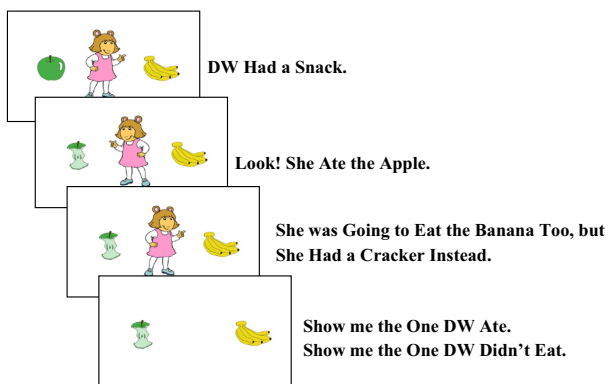 DW Had a Snack.
Look! She Ate the Apple.
She was Going to Eat the Banana Too, but
She Had a Cracker Instead.
Show me the One DW Ate.
Show me the One DW Didn't Eat.